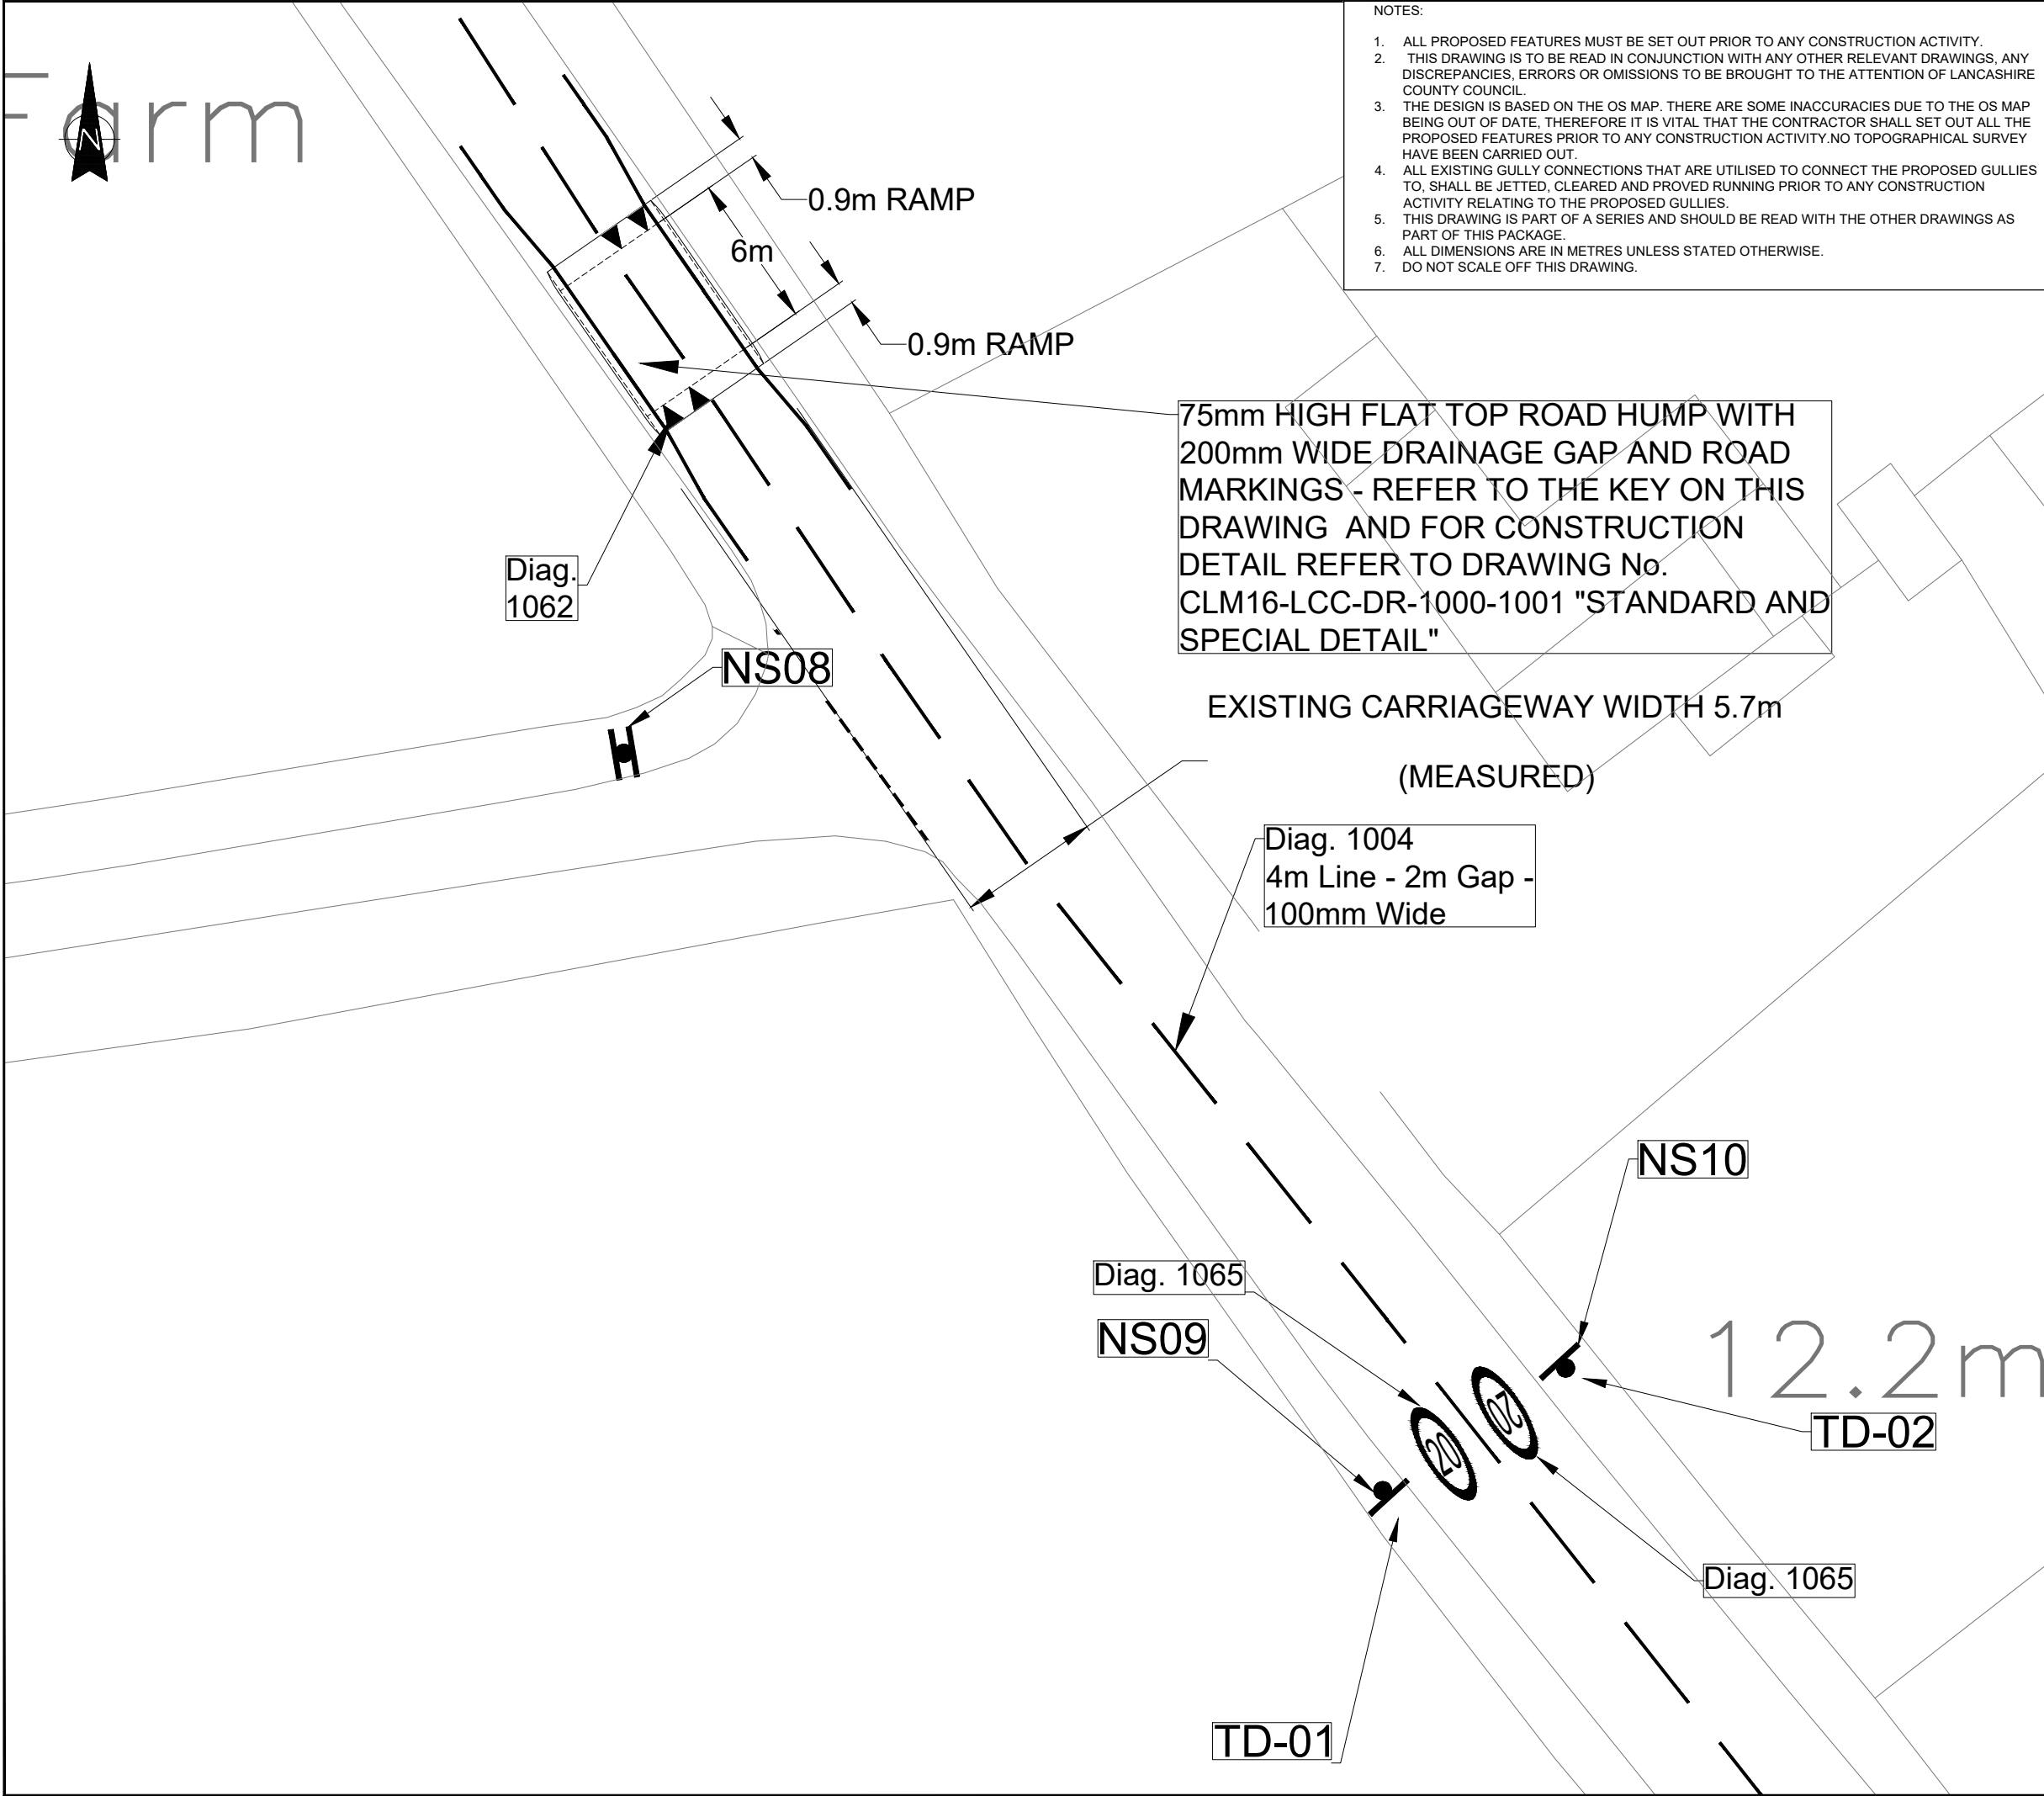 NOTES:
1. ALL PROPOSED FEATURES MUST BE SET OUT PRIOR TO ANY CONSTRUCTION ACTIVITY.
2. THIS DRAWING IS TO BE READ IN CONJUNCTION WITH ANY OTHER RELEVANT DRAWINGS, ANY
DISCREPANCIES, ERRORS OR OMISSIONS TO BE BROUGHT TO THE ATTENTION OF LANCASHIRE
COUNTY COUNCIL.
3. THE DESIGN IS BASED ON THE OS MAP. THERE ARE SOME INACCURACIES DUE TO THE OS MAP
BEING OUT OF DATE, THEREFORE IT IS VITAL THAT THE CONTRACTOR SHALL SET OUT ALL THE
PROPOSED FEATURES PRIOR TO ANY CONSTRUCTION ACTIVITY.NO TOPOGRAPHICAL SURVEY
HAVE BEEN CARRIED OUT.
4. ALL EXISTING GULLY CONNECTIONS THAT ARE UTILISED TO CONNECT THE PROPOSED GULLIES
TO, SHALL BE JETTED, CLEARED AND PROVED RUNNING PRIOR TO ANY CONSTRUCTION
ACTIVITY RELATING TO THE PROPOSED GULLIES.
5. THIS DRAWING IS PART OF A SERIES AND SHOULD BE READ WITH THE OTHER DRAWINGS AS
PART OF THIS PACKAGE.
6. ALL DIMENSIONS ARE IN METRES UNLESS STATED OTHERWISE.
7. DO NOT SCALE OFF THIS DRAWING.
Farm
N
0.9m RAMP
6m
0.9m RAMP
75mm HIGH FLAT TOP ROAD HUMP WITH
200mm WIDE DRAINAGE GAP AND ROAD
MARKINGS - REFER TO THE KEY ON THIS
DRAWING AND FOR CONSTRUCTION
DETAIL REFER TO DRAWING No.
CLM16-LCC-DR-1000-1001 "STANDARD AND
SPECIAL DETAIL"
Diag.
1062
NS08
EXISTING CARRIAGEWAY WIDTH 5.7m
(MEASURED)
Diag. 1004
4m Line - 2m Gap -
100mm Wide
NS10
Diag. 1065
NS09
12.2m
20
20
TD-02
Diag. 1065
TD-01